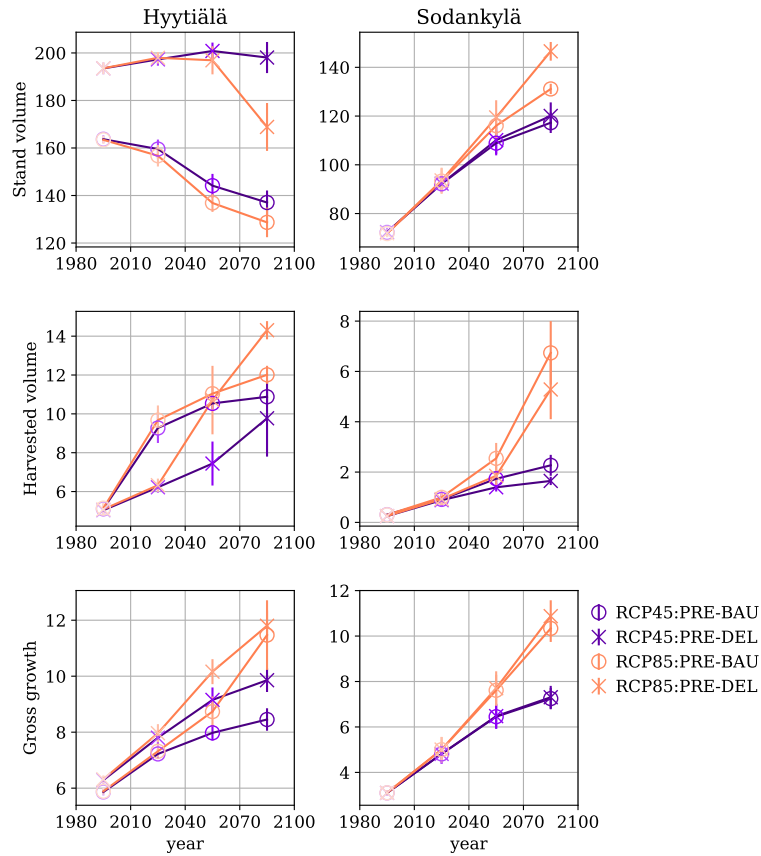 Hyytiälä
Sodankylä
Stand volume
200
180
160
140
120
1980 2010 2040 2070 2100
140
120
100
80
1980 2010 2040 2070 2100
Harvested volume
14
12
10
8
6
1980 2010 2040 2070 2100
8
6
4
2
0
1980 2010 2040 2070 2100
Gross growth
12
10
8
6
1980 2010 2040 2070 2100
year
12
10
8
6
4
1980 2010 2040 2070 2100
year
RCP45:PRE-BAU
RCP45:PRE-DEL
RCP85:PRE-BAU
RCP85:PRE-DEL